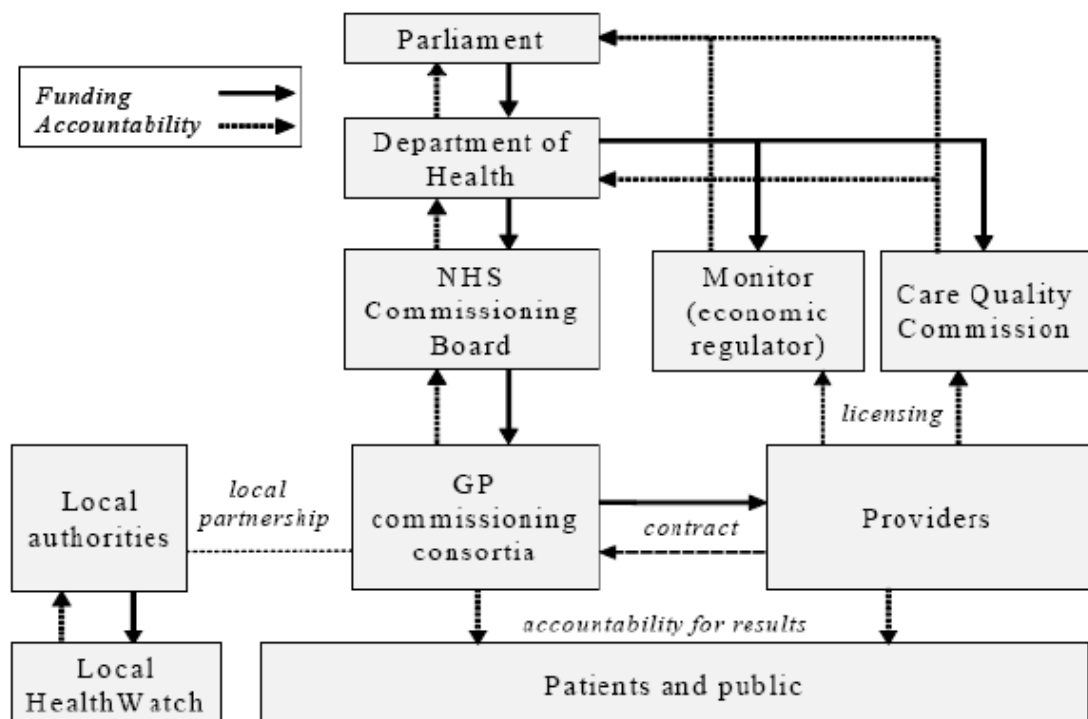 Parliament
Funding
Accountability
Department of
Health
NHS
Commissioning
Board
Monitor
(economic
regulator)
Care Quality
Commission
licensing
Local
authorities
local
partnership
GP
commissioning
consortia
contract
Providers
accountability for results
Local
HealthWatch
Patients and public